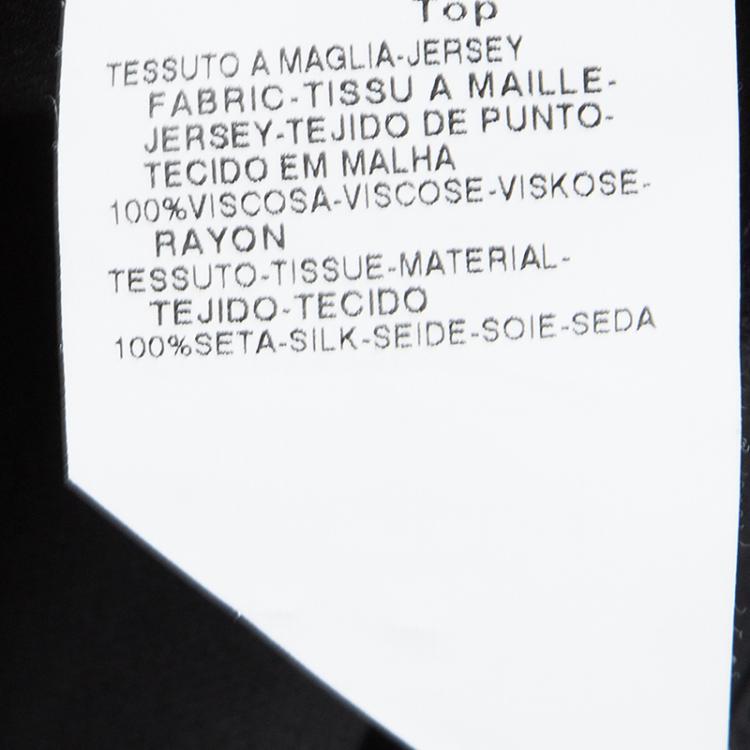 Top
TESSUTO A MAGLIA-JERSEY
FABRIC-TISSU A MAILLE-
JERSEY-TEJIDO DE PUNTO-
TECIDO EM MALHA
100%VISCOSA-VISCOSE-VISKOSE-
RAYON
TESSUTO-TISSUE-MATERIAL-
TEJIDO-TECIDO
100%SETA-SILK-SEIDE-SOIE-SEDA